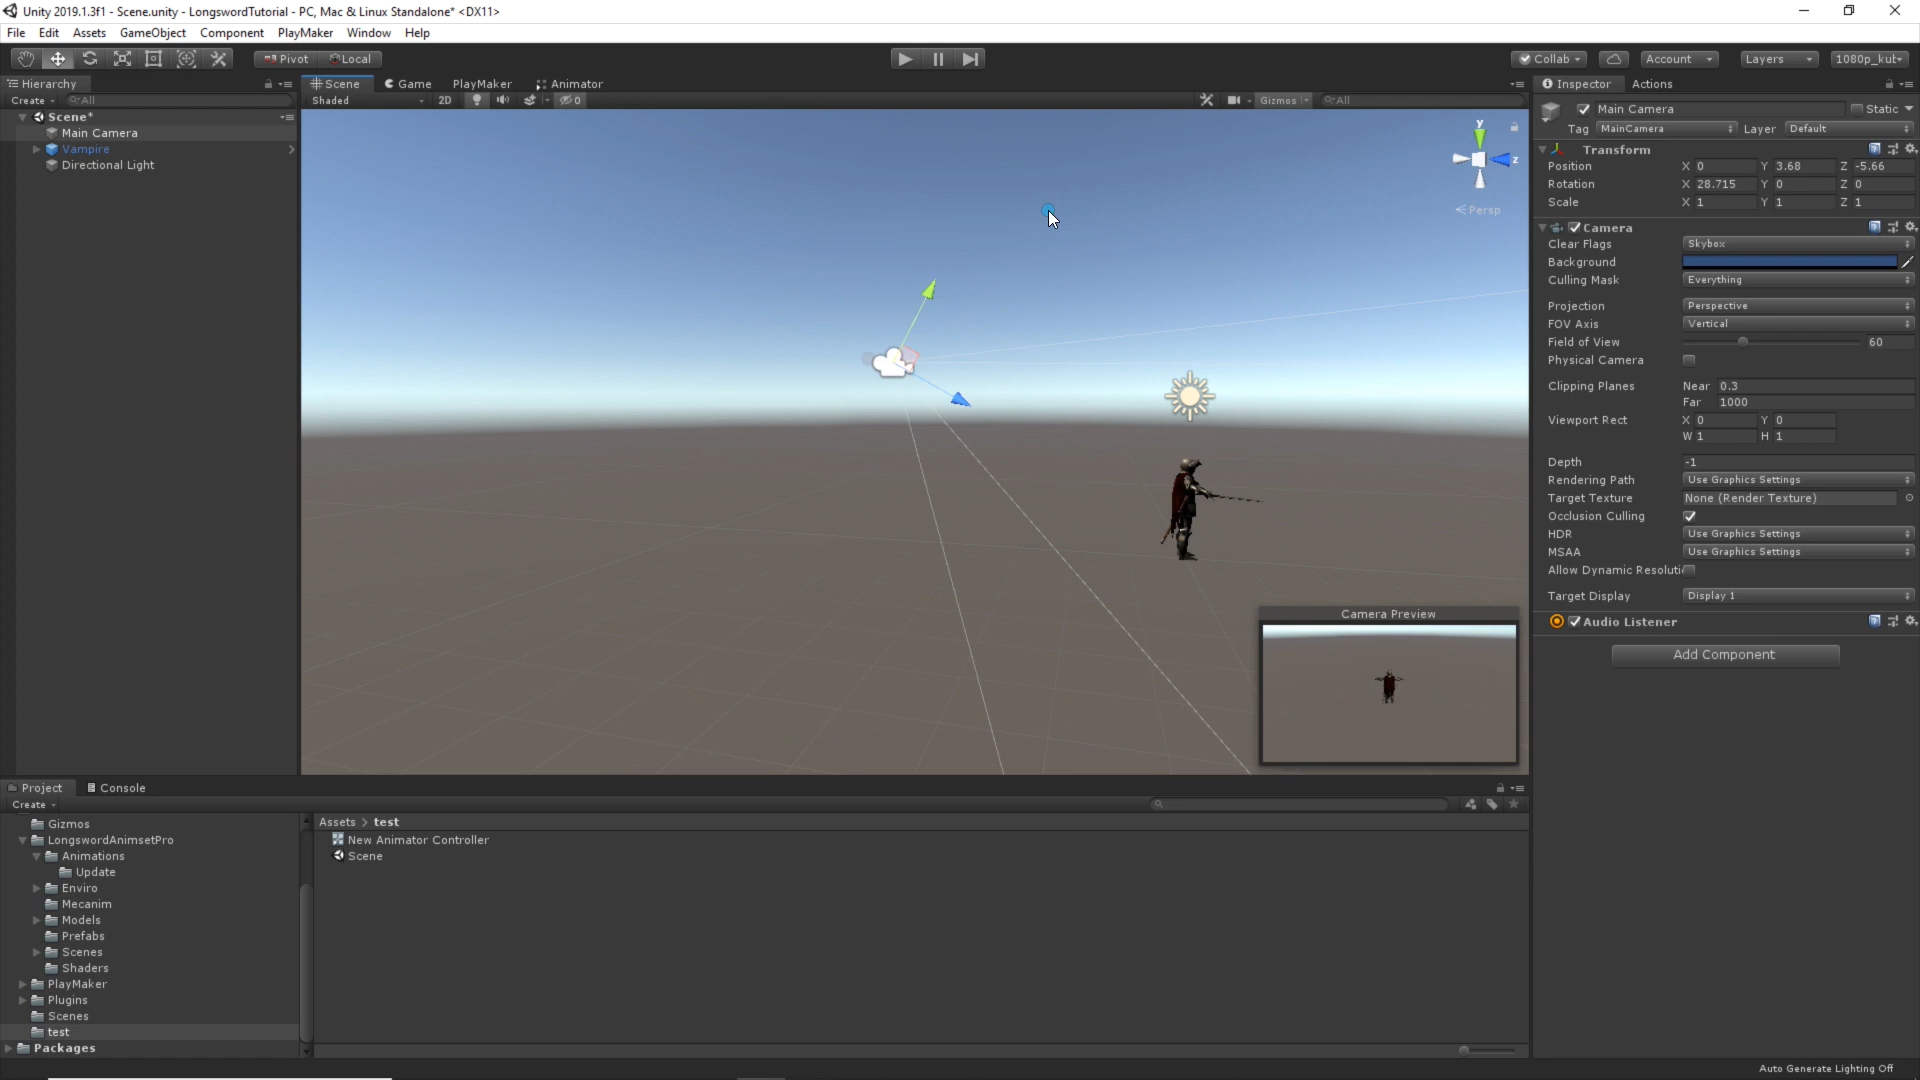 Unity 2019.1.3f1 - Scene.unity - LongswordTutorial - PC, Mac & Linux Standalone* <DX11>
File Edit Assets GameObject Component PlayMaker Window Help
Pivot Local Collab Account Layers 1080p_kub
Hierarchy
Create All
Scene*
Main Camera
Vampire
Directional Light
Scene Game PlayMaker Animator
Shaded 2D 0 Gizmos All
y
z
Persp
Camera Preview
Inspector Actions
Main Camera Static
Tag MainCamera Layer Default
Transform
Position X 0 Y 3.68 Z -5.66
Rotation X 28.715 Y 0 Z 0
Scale X 1 Y 1 Z 1
Camera
Clear Flags Skybox
Background
Culling Mask Everything
Projection Perspective
FOV Axis Vertical
Field of View 60
Physical Camera
Clipping Planes Near 0.3
Far 1000
Viewport Rect X 0 Y 0
W 1 H 1
Depth -1
Rendering Path Use Graphics Settings
Target Texture None (Render Texture)
Occlusion Culling
HDR Use Graphics Settings
MSAA Use Graphics Settings
Allow Dynamic Resoluti
Target Display Display 1
Audio Listener
Add Component
Project Console
Create
Gizmos
LongswordAnimsetPro
Animations
Update
Enviro
Mecanim
Models
Prefabs
Scenes
Shaders
PlayMaker
Plugins
Scenes
test
Packages
Assets > test
New Animator Controller
Scene
Auto Generate Lighting Off